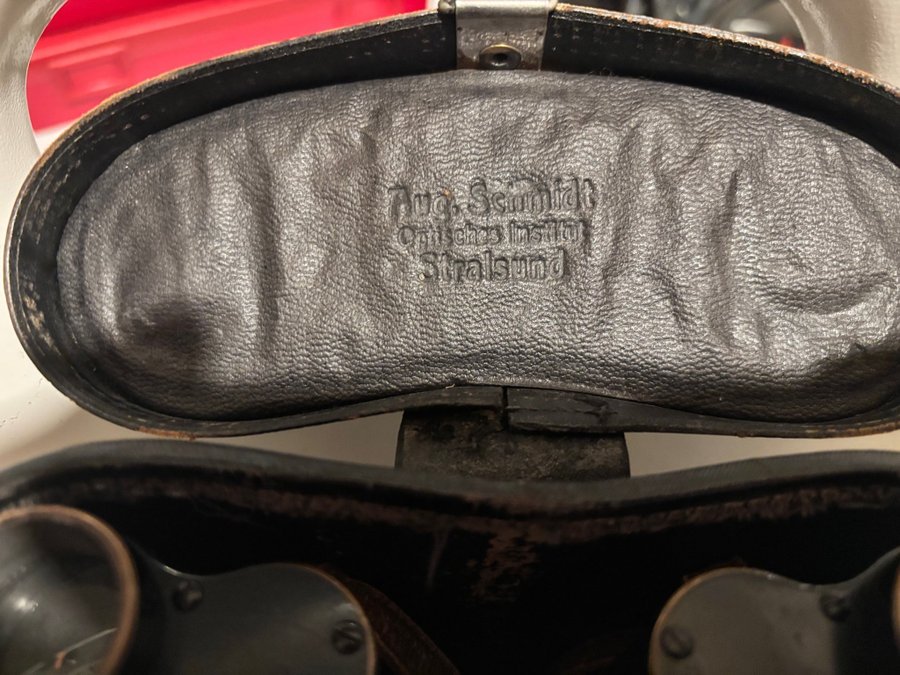 Aug. Schmidt
Optisches Institut
Stralsund